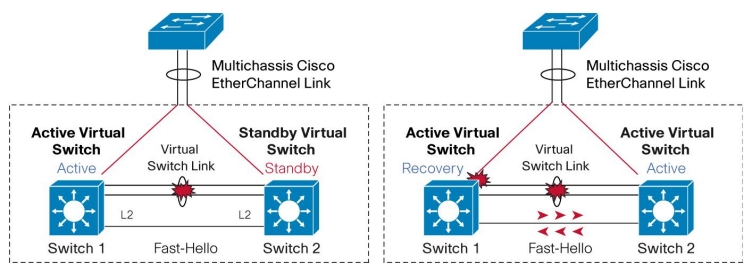 Multichassis Cisco
EtherChannel Link
Active Virtual
Switch
Active
Virtual
Switch Link
Standby Virtual
Switch
Standby
L2
L2
Switch 1
Fast-Hello
Switch 2
Multichassis Cisco
EtherChannel Link
Active Virtual
Switch
Recovery
Virtual
Switch Link
Active Virtual
Switch
Active
Switch 1
Fast-Hello
Switch 2